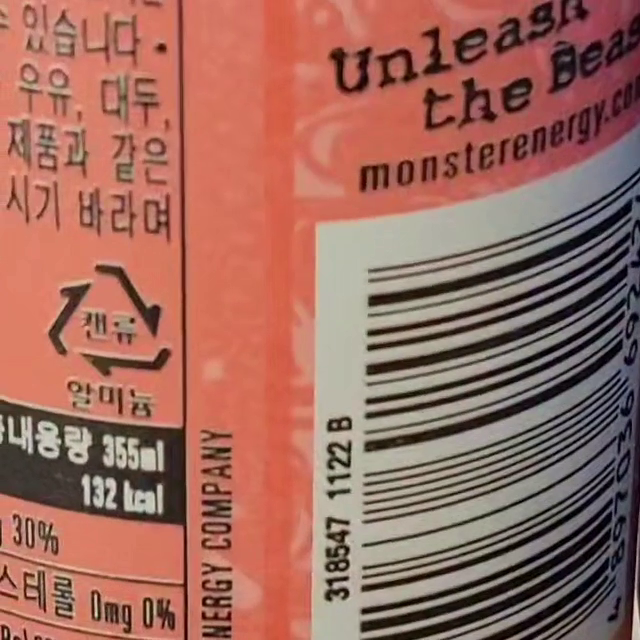 있습니다.
우유, 대두,
제품과 같은
시기 바라며
캔류
알미늄
내용량 355ml
132 kcal
30%
스테롤 0mg 0%
NERGY COMPANY
Unleash
the Beas
monsterenergy.co
318547 1122 B